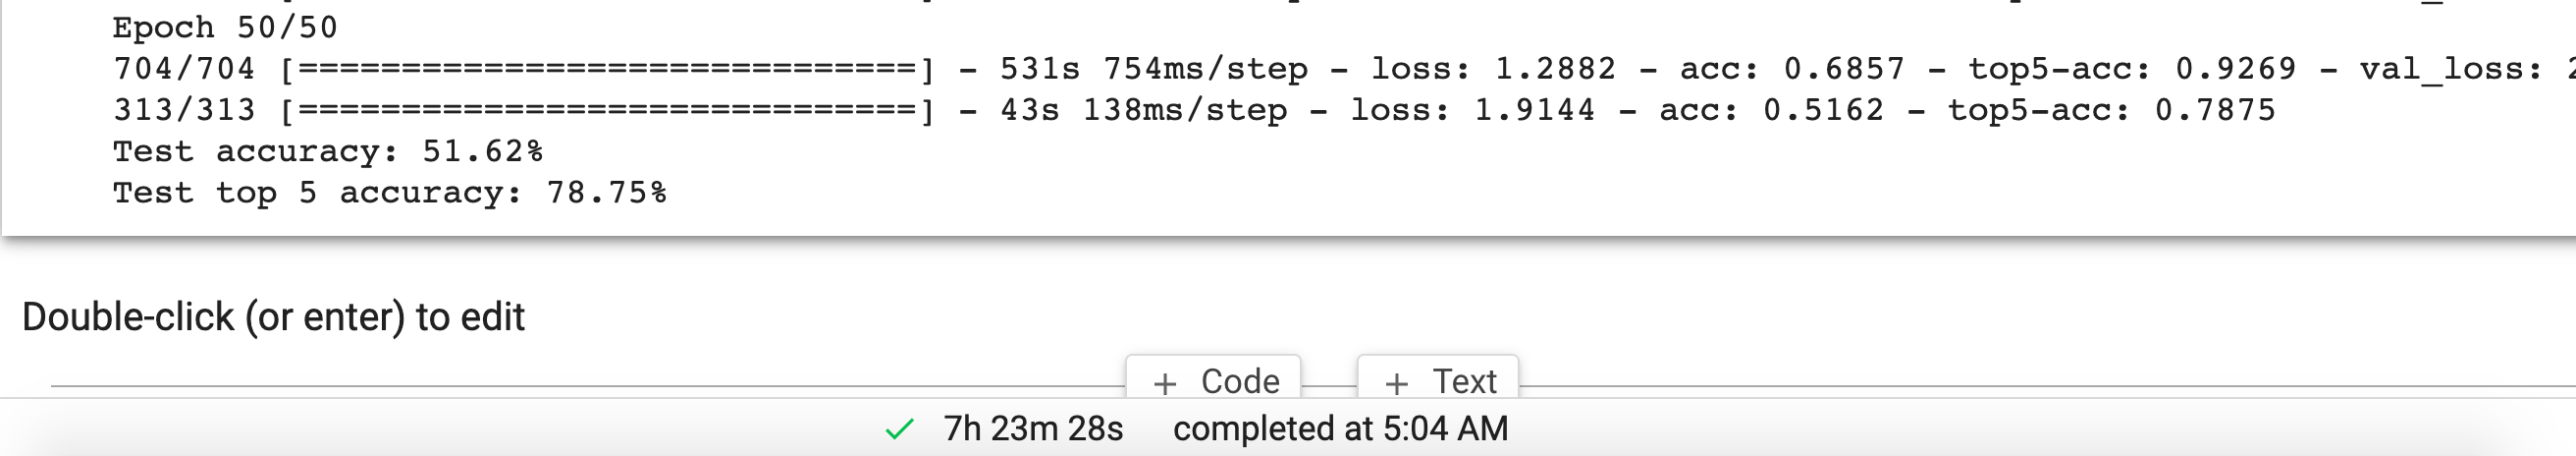 Epoch 50/50
704/704 [==============================] - 531s 754ms/step - loss: 1.2882 - acc: 0.6857 - top5-acc: 0.9269 - val_loss: 2
313/313 [==============================] - 43s 138ms/step - loss: 1.9144 - acc: 0.5162 - top5-acc: 0.7875
Test accuracy: 51.62%
Test top 5 accuracy: 78.75%
Double-click (or enter) to edit
+ Code + Text
7h 23m 28s completed at 5:04 AM